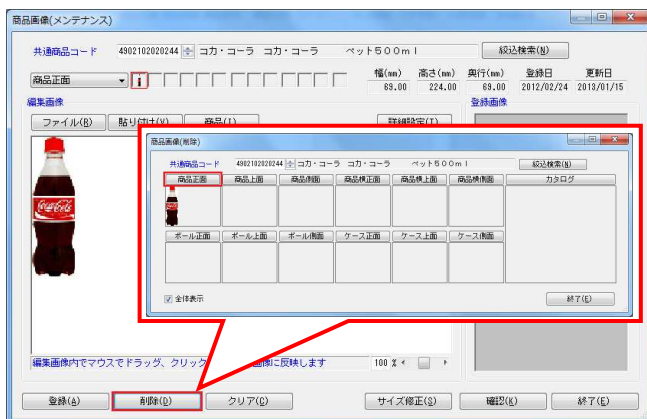 商品画像(メンテナンス)
共通商品コード 4902102020244 コカ・コーラ コカ・コーラ ペット500ml 絞込検索(N)
商品正面 i 幅(mm) 高さ(mm) 奥行(mm) 登録日 更新日
69.00 224.00 69.00 2012/02/24 2013/01/15
編集画像 登録画像
ファイル(R) 貼り付け(V) 商品(I) 詳細設定(T)
商品画像(削除)
共通商品コード 4902102020244 コカ・コーラ コカ・コーラ ペット500ml 絞込検索(N)
商品正面 商品上面 商品側面 商品横正面 商品横上面 商品横側面 カタログ
Coca-Cola
ボール正面 ボール上面 ボール側面 ケース正面 ケース上面 ケース側面
全体表示 終了(E)
編集画像内でマウスでドラッグ、クリック 画像に反映します 100 %
登録(A) 削除(D) クリア(C) サイズ修正(S) 確認(K) 終了(E)